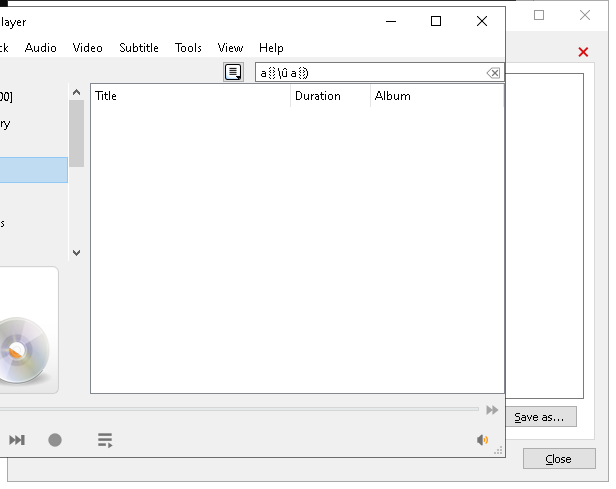 layer
ck Audio Video Subtitle Tools View Help
00]
ry
s
Title Duration Album
Save as...
Close